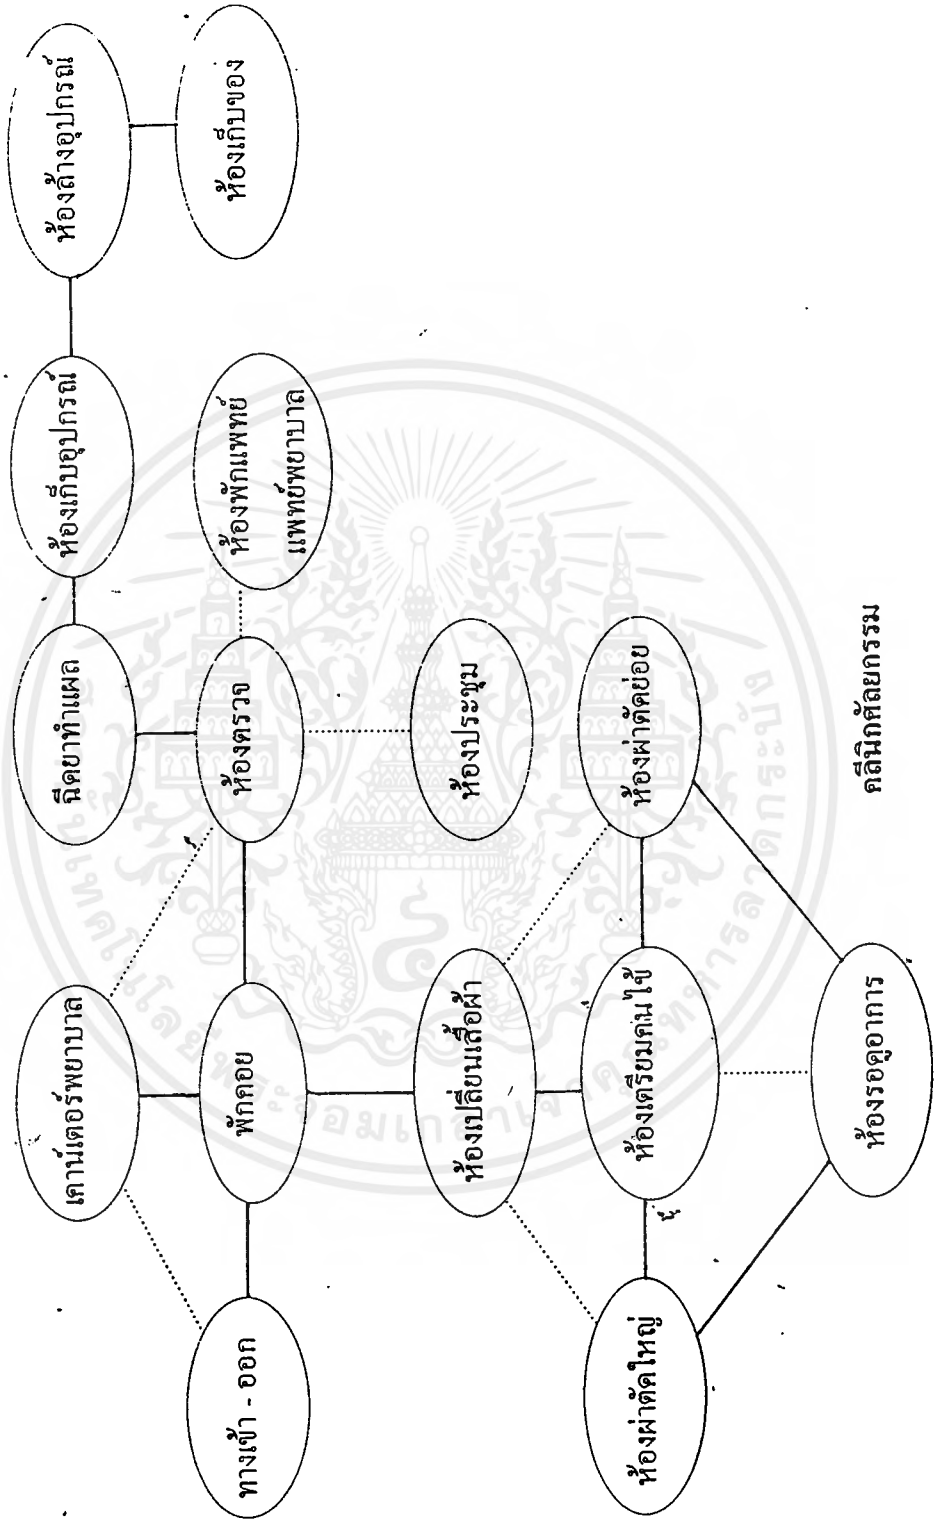 เคาน์เตอร์พยาบาล
ฉีดยาทำแผล
ห้องเก็บอุปกรณ์
ห้องล้างอุปกรณ์
ทางเข้า - ออก
พักคอย
ห้องตรวจ
ห้องพักแพทย์
แพทย์พยาบาล
ห้องเก็บของ
ห้องเปลี่ยนเสื้อผ้า
ห้องประชุม
ห้องผ่าตัดใหญ่
ห้องเตรียมคนไข้
ห้องผ่าตัดย่อย
ห้องรอดูอาการ
คลีนิกศัลยกรรม